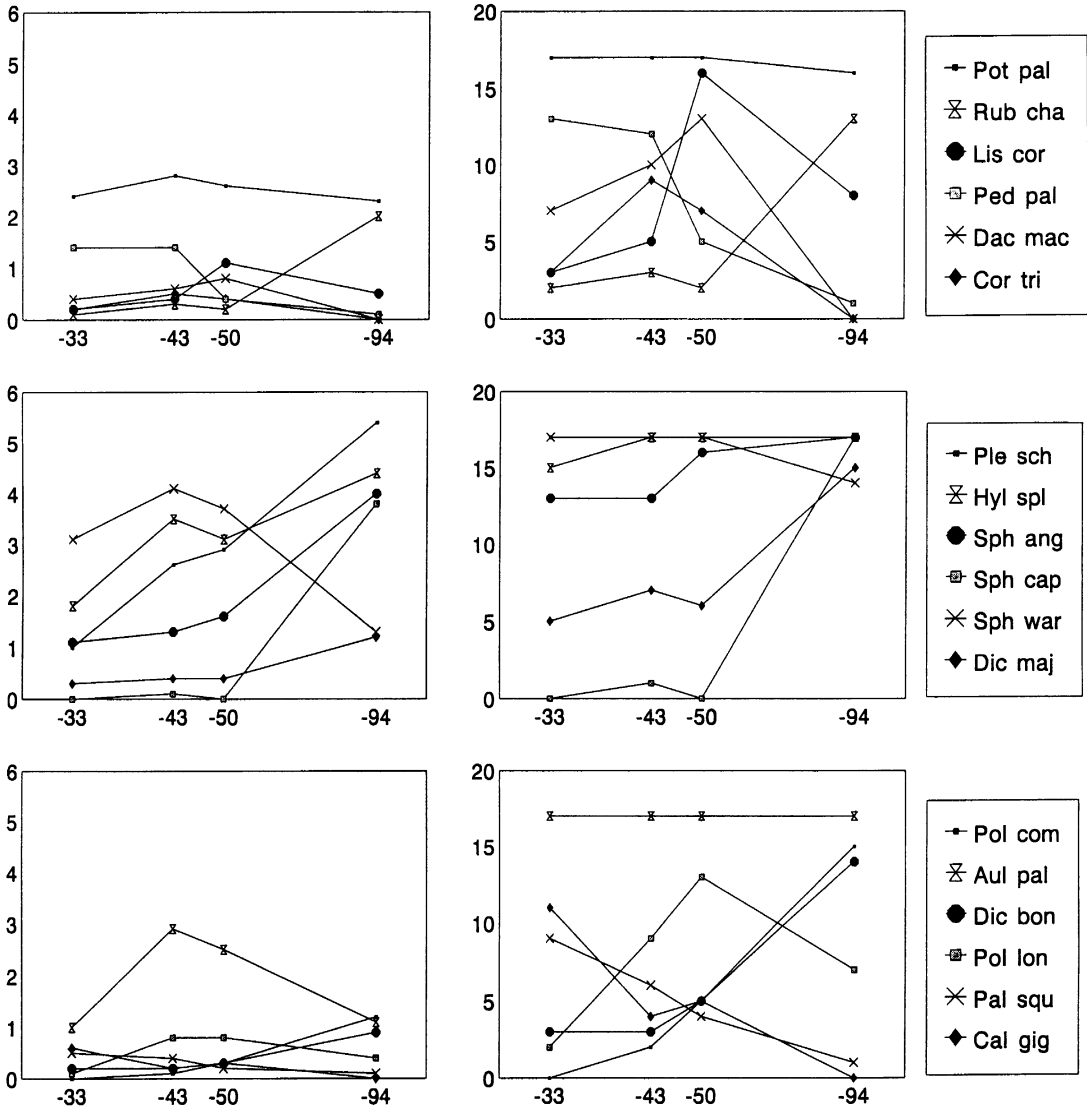 6
5
4
3
2
1
0
-33 -43 -50 -94
20
15
10
5
0
-33 -43 -50 -94
Pot pal
Rub cha
Lis cor
Ped pal
Dac mac
Cor tri
6
5
4
3
2
1
0
-33 -43 -50 -94
20
15
10
5
0
-33 -43 -50 -94
Ple sch
Hyl spl
Sph ang
Sph cap
Sph war
Dic maj
6
5
4
3
2
1
0
-33 -43 -50 -94
20
15
10
5
0
-33 -43 -50 -94
Pol com
Aul pal
Dic bon
Pol lon
Pal squ
Cal gig